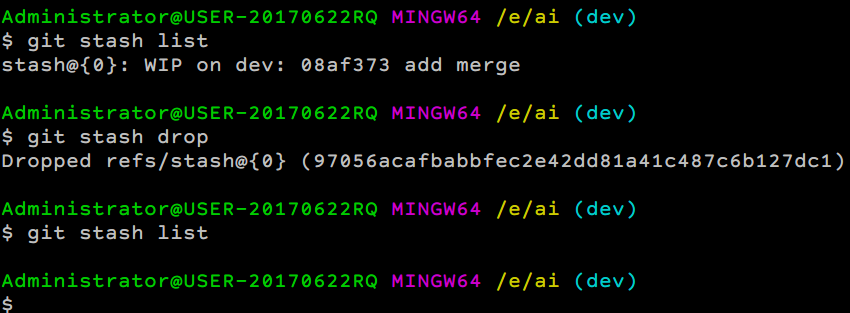 Administrator@USER-20170622RQ MINGW64 /e/ai (dev)
$ git stash list
stash@{0}: WIP on dev: 08af373 add merge
Administrator@USER-20170622RQ MINGW64 /e/ai (dev)
$ git stash drop
Dropped refs/stash@{0} (97056acafbabbfec2e42dd81a41c487c6b127dc1)
Administrator@USER-20170622RQ MINGW64 /e/ai (dev)
$ git stash list
Administrator@USER-20170622RQ MINGW64 /e/ai (dev)
$